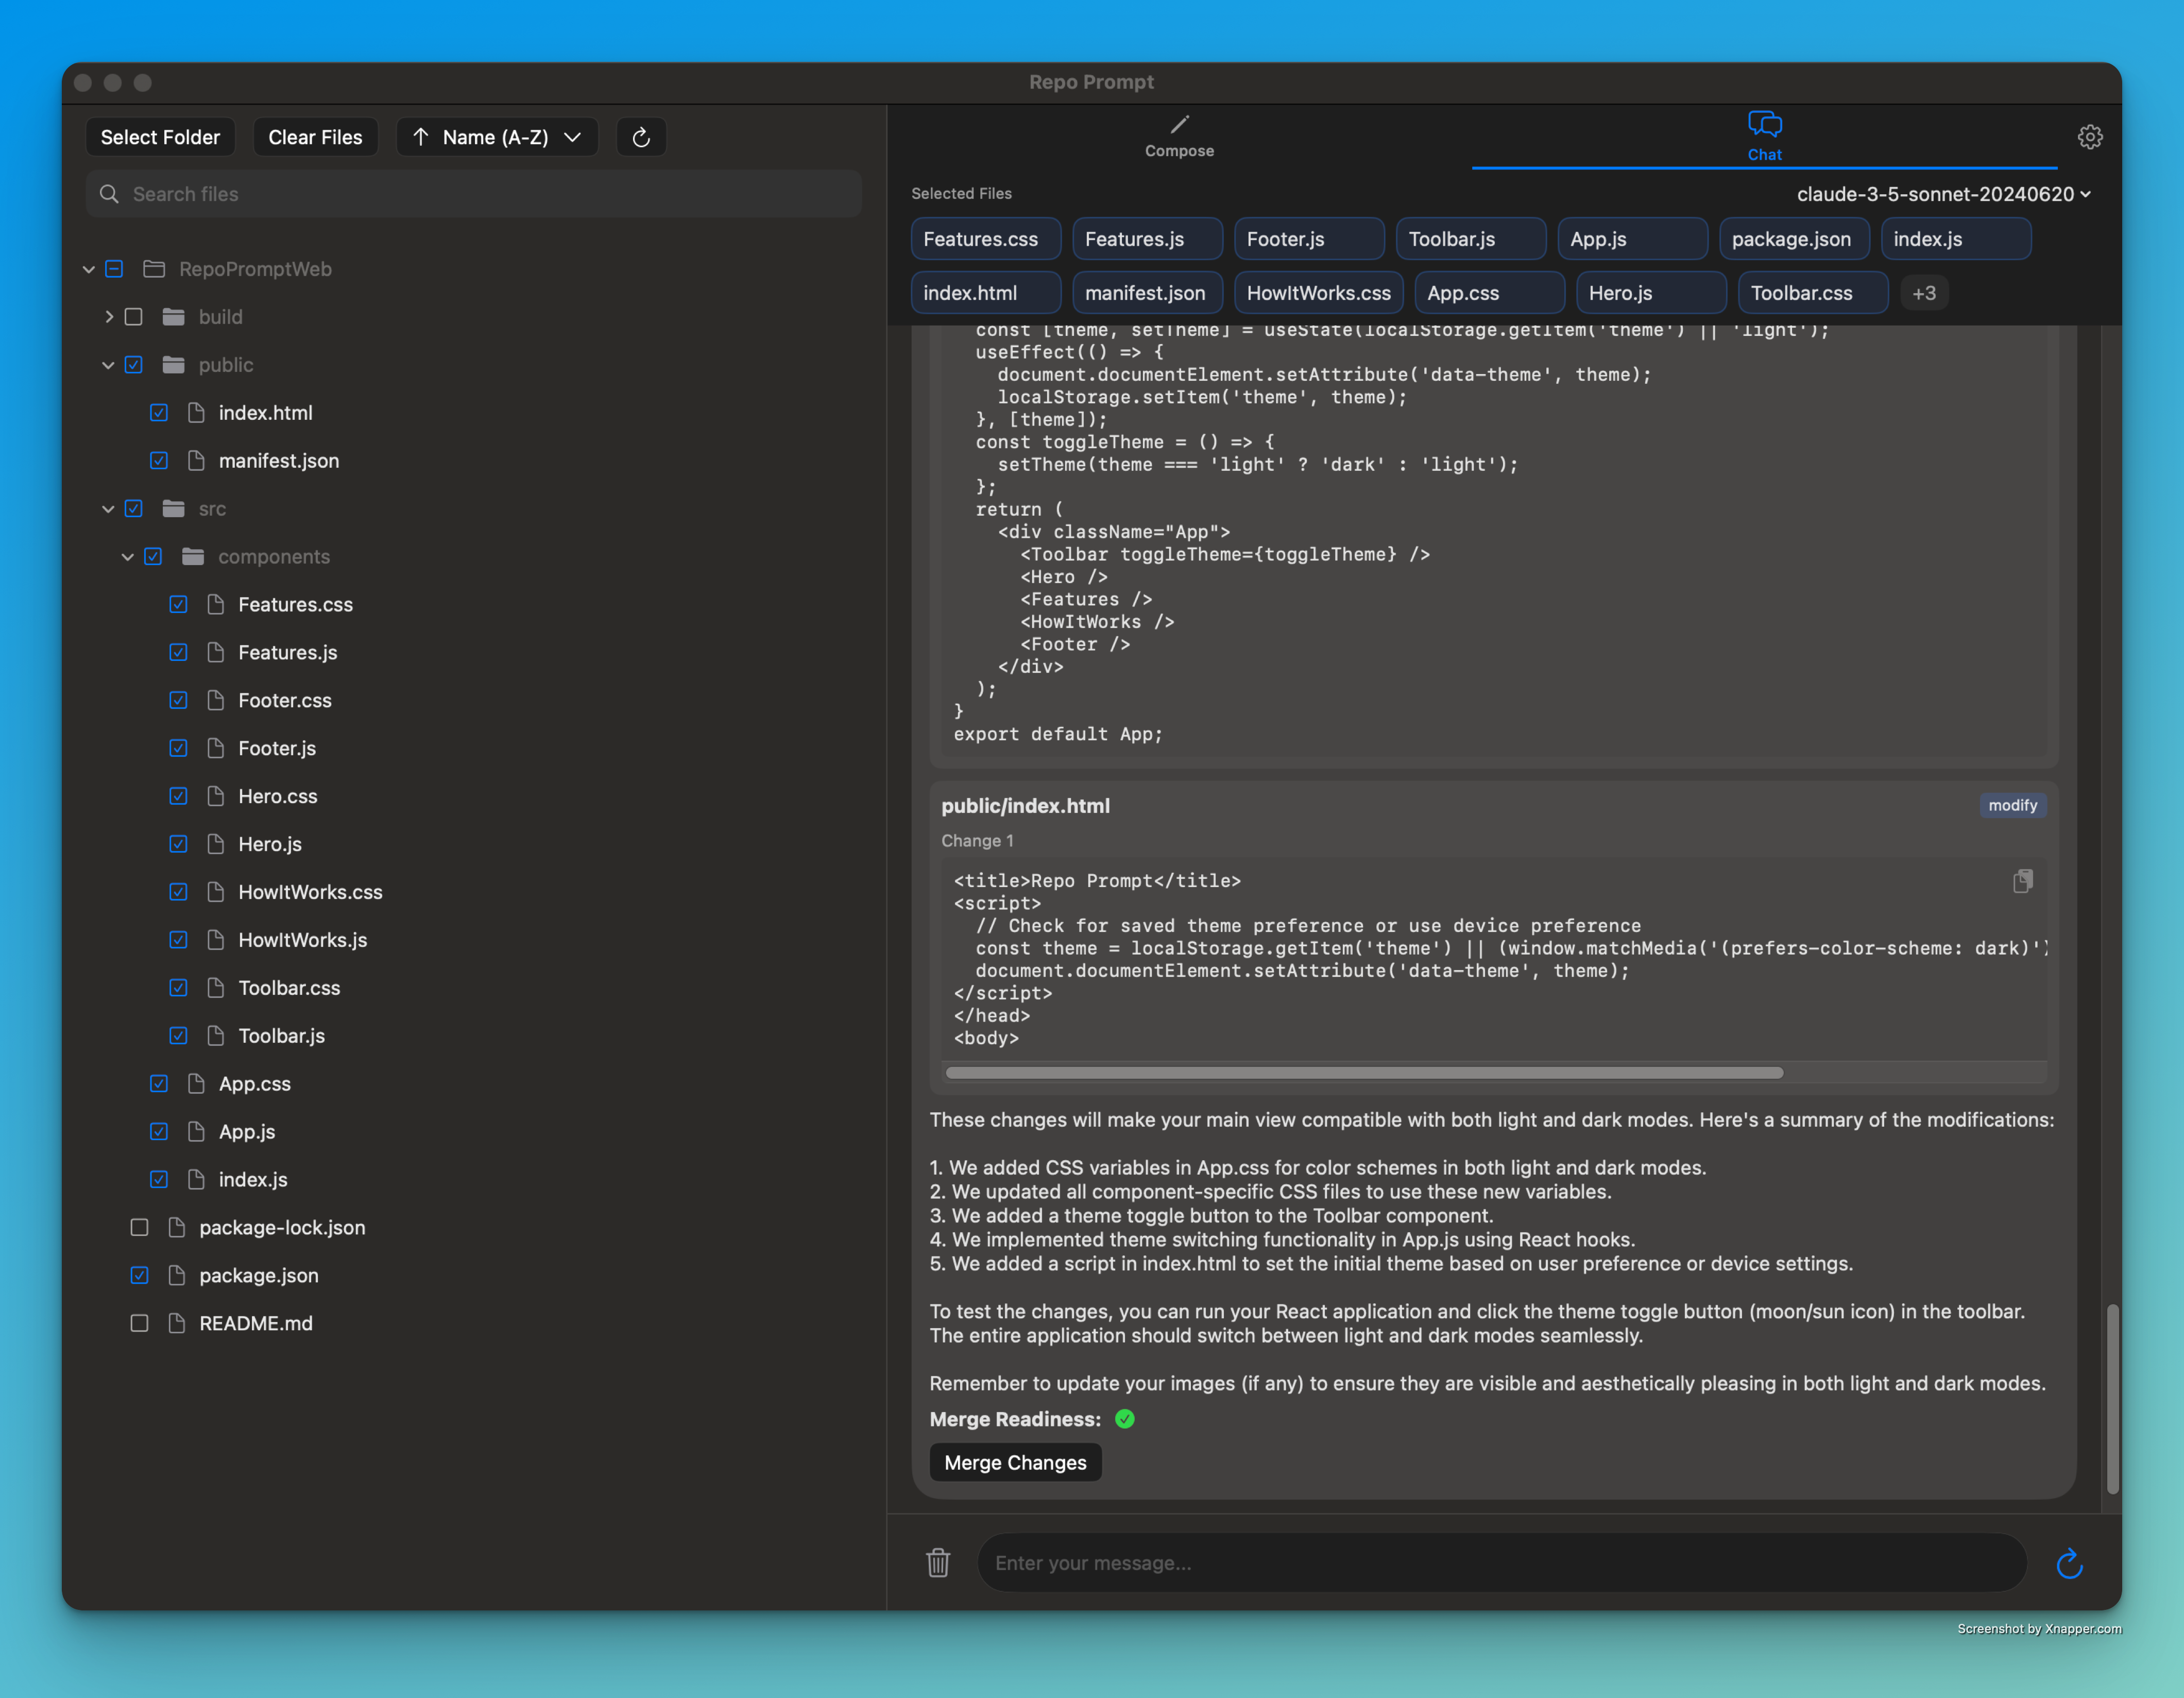 Repo Prompt
Select Folder
Clear Files
Name (A-Z)
Search files
RepoPromptWeb
build
public
index.html
manifest.json
src
components
Features.css
Features.js
Footer.css
Footer.js
Hero.css
Hero.js
HowItWorks.css
HowItWorks.js
Toolbar.css
Toolbar.js
App.css
App.js
index.js
package-lock.json
package.json
README.md
Compose
Chat
Selected Files
claude-3-5-sonnet-20240620
Features.css Features.js Footer.js Toolbar.js App.js package.json index.js
index.html manifest.json HowItWorks.css App.css Hero.js Toolbar.css +3
const [theme, setTheme] = useState(localStorage.getItem('theme') || 'light');
useEffect(() => {
document.documentElement.setAttribute('data-theme', theme);
localStorage.setItem('theme', theme);
}, [theme]);
const toggleTheme = () => {
setTheme(theme === 'light' ? 'dark' : 'light');
};
return (
<div className="App">
<Toolbar toggleTheme={toggleTheme} />
<Hero />
<Features />
<HowItWorks />
<Footer />
</div>
);
}
export default App;
public/index.html
modify
Change 1
<title>Repo Prompt</title>
<script>
// Check for saved theme preference or use device preference
const theme = localStorage.getItem('theme') || (window.matchMedia('(prefers-color-scheme: dark)')
document.documentElement.setAttribute('data-theme', theme);
</script>
</head>
<body>
These changes will make your main view compatible with both light and dark modes. Here's a summary of the modifications:
1. We added CSS variables in App.css for color schemes in both light and dark modes.
2. We updated all component-specific CSS files to use these new variables.
3. We added a theme toggle button to the Toolbar component.
4. We implemented theme switching functionality in App.js using React hooks.
5. We added a script in index.html to set the initial theme based on user preference or device settings.
To test the changes, you can run your React application and click the theme toggle button (moon/sun icon) in the toolbar.
The entire application should switch between light and dark modes seamlessly.
Remember to update your images (if any) to ensure they are visible and aesthetically pleasing in both light and dark modes.
Merge Readiness:
Merge Changes
Enter your message...
Screenshot by Xnapper.com